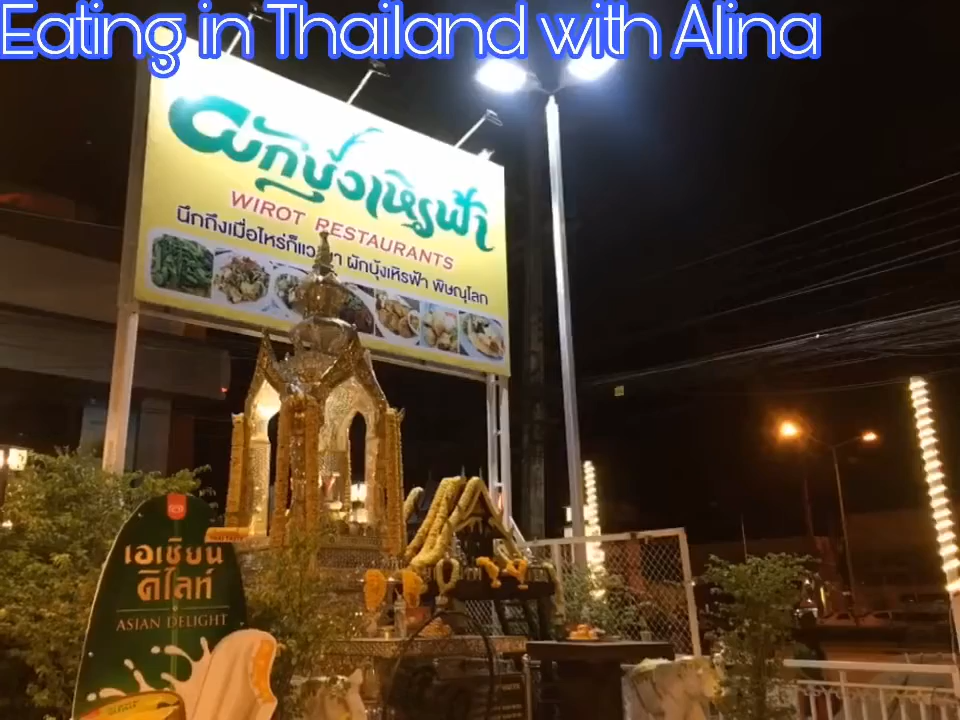 Eating in Thailand with Alina
ผักบุ้งเหิรฟ้า
WIROT RESTAURANTS
นึกถึงเมื่อไหร่ก็แวะมา ผักบุ้งเหิรฟ้า พิษณุโลก
เอเชียน
ดีไลท์
ASIAN DELIGHT